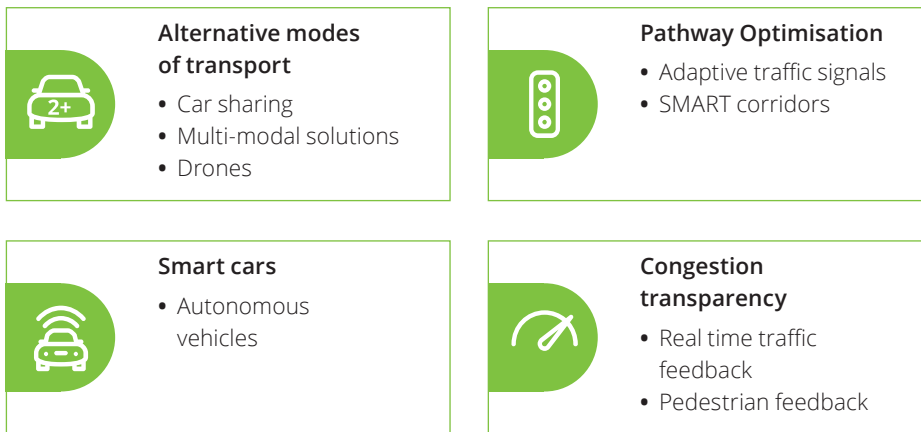 Alternative modes
of transport
2+
• Car sharing
• Multi-modal solutions
• Drones
Pathway Optimisation
• Adaptive traffic signals
• SMART corridors
Smart cars
• Autonomous
vehicles
Congestion
transparency
• Real time traffic
feedback
• Pedestrian feedback